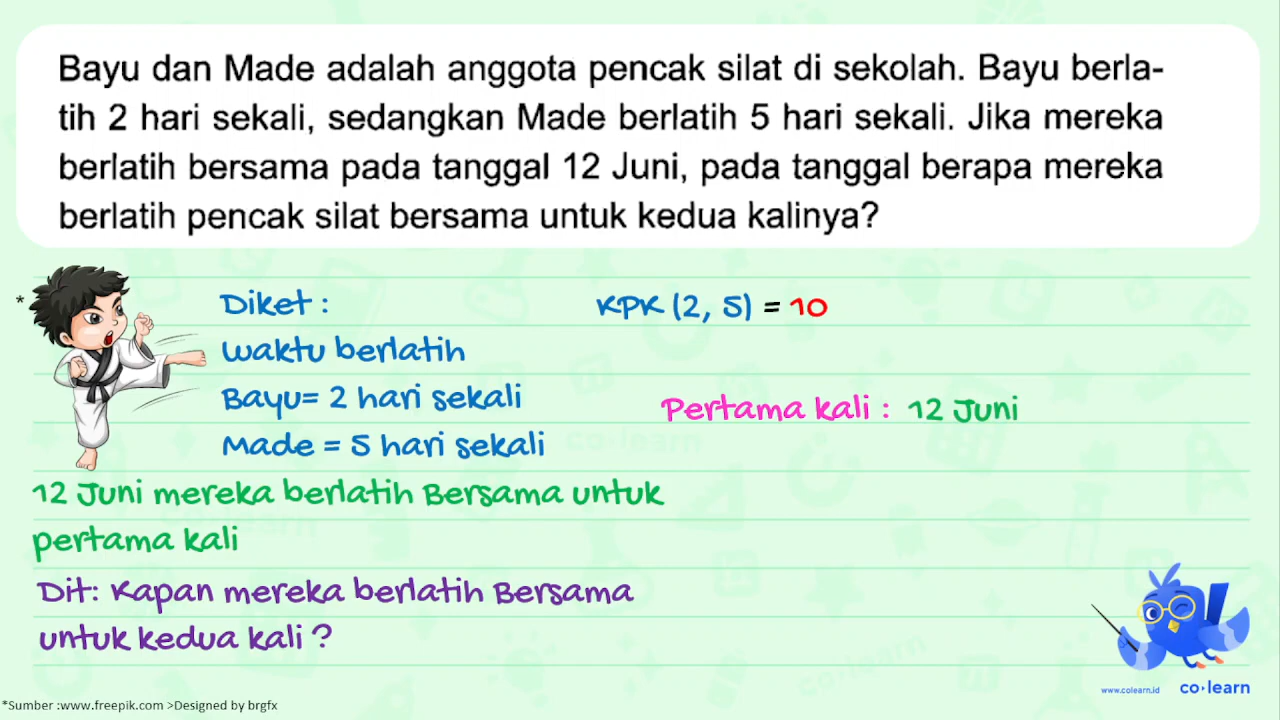 Bayu dan Made adalah anggota pencak silat di sekolah. Bayu berla-
tih 2 hari sekali, sedangkan Made berlatih 5 hari sekali. Jika mereka
berlatih bersama pada tanggal 12 Juni, pada tanggal berapa mereka
berlatih pencak silat bersama untuk kedua kalinya?
*
Diket :
Waktu berlatih
Bayu= 2 hari sekali
Made = 5 hari sekali
12 Juni mereka berlatih Bersama untuk
pertama kali
Dit: Kapan mereka berlatih Bersama
untuk kedua kali ?
KPK (2, 5) = 10
Pertama kali : 12 Juni
co·learn
www.colearn.id co·learn
*Sumber :www.freepik.com >Designed by brgfx